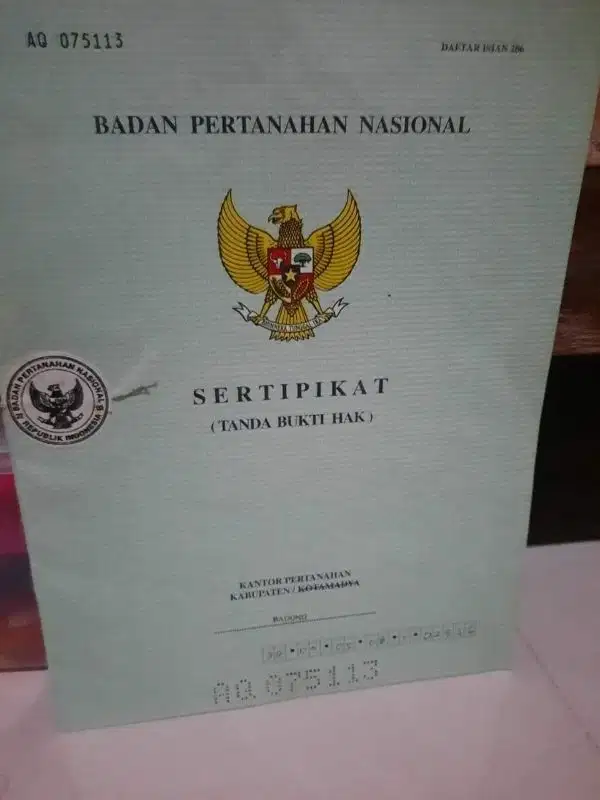 AQ 075113
DAFTAR ISIAN 206
BADAN PERTANAHAN NASIONAL
BHINNEKA TUNGGAL IKA
BADAN PERTANAHAN NASIONAL
REPUBLIK INDONESIA
SERTIPIKAT
(TANDA BUKTI HAK)
KANTOR PERTANAHAN
KABUPATEN / KOTAMADYA
BADUNG
AQ 075113